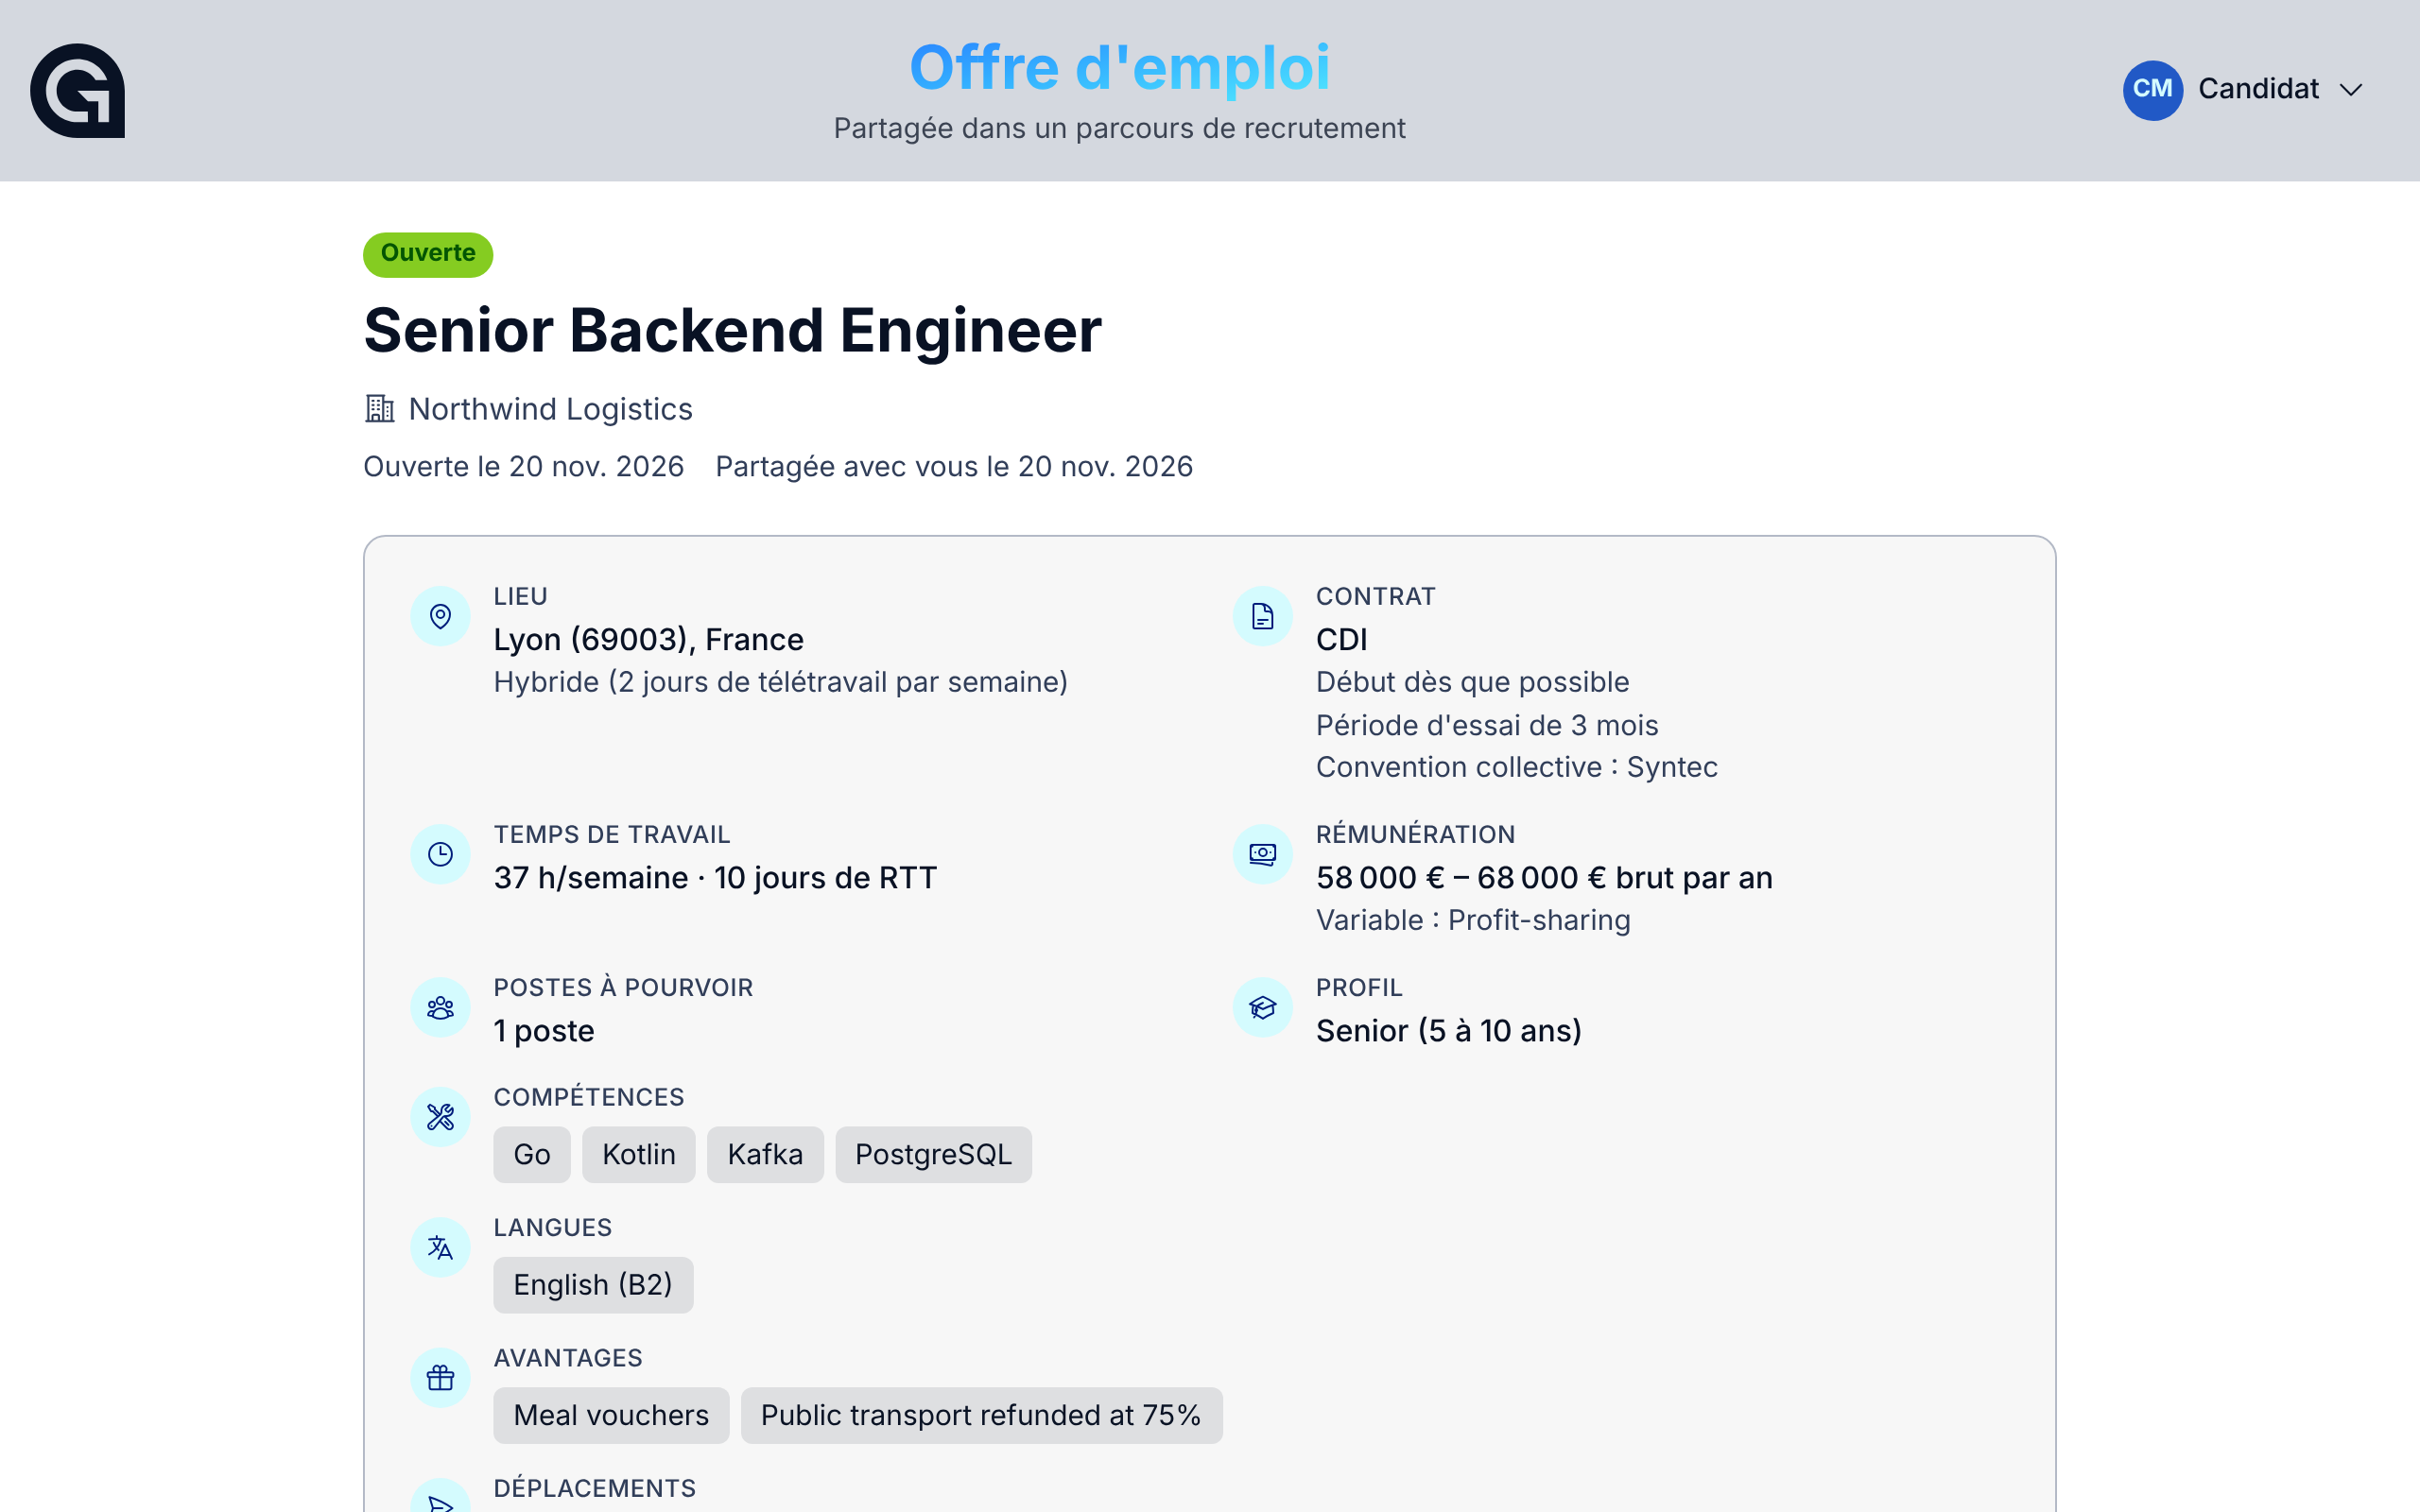 Offre d'emploi
Partagée dans un parcours de recrutement
CM Candidat
Ouverte
Senior Backend Engineer
Northwind Logistics
Ouverte le 20 nov. 2026 Partagée avec vous le 20 nov. 2026
LIEU
Lyon (69003), France
Hybride (2 jours de télétravail par semaine)
CONTRAT
CDI
Début dès que possible
Période d'essai de 3 mois
Convention collective : Syntec
TEMPS DE TRAVAIL
37 h/semaine · 10 jours de RTT
RÉMUNÉRATION
58 000 € – 68 000 € brut par an
Variable : Profit-sharing
POSTES À POURVOIR
1 poste
PROFIL
Senior (5 à 10 ans)
COMPÉTENCES
Go Kotlin Kafka PostgreSQL
LANGUES
English (B2)
AVANTAGES
Meal vouchers Public transport refunded at 75%
DÉPLACEMENTS